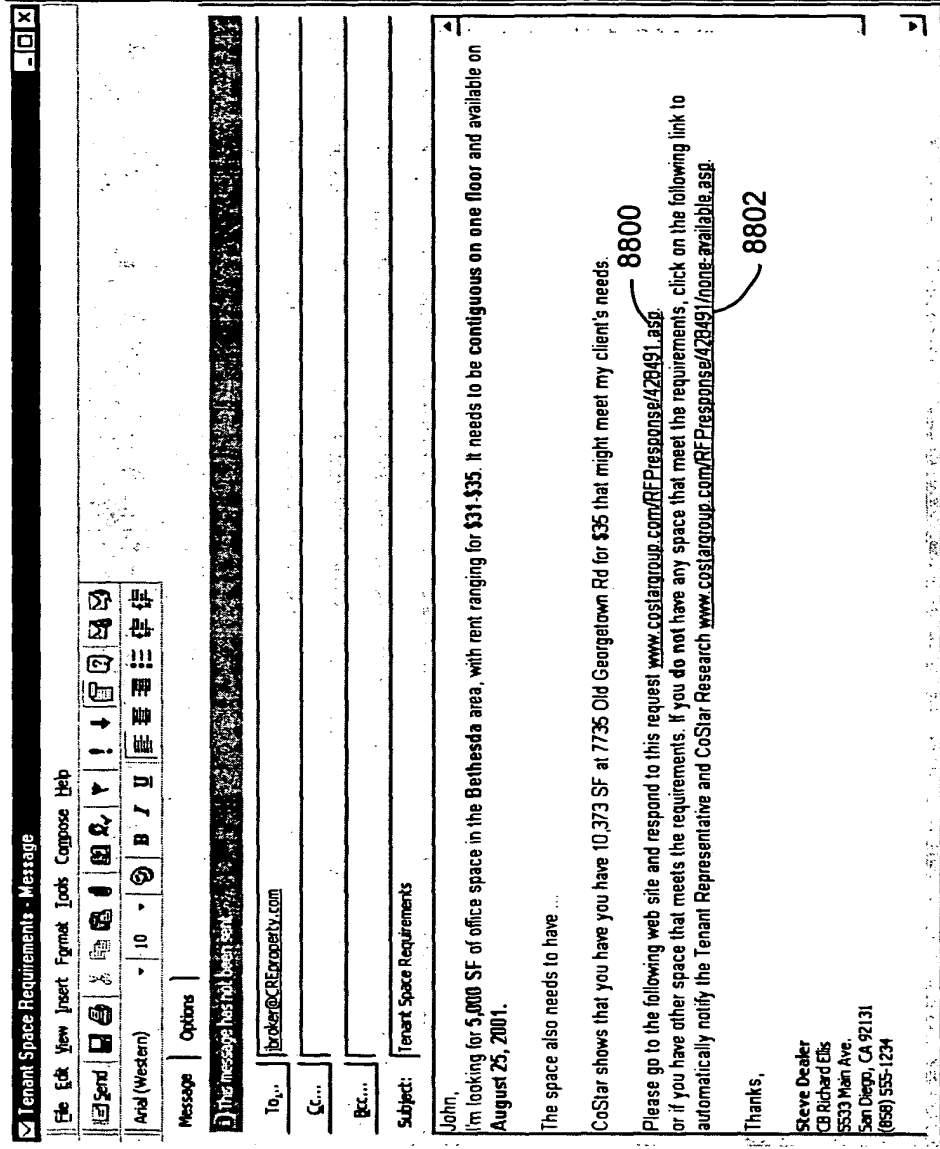 Tenant Space Requirements - Message
File Edit View Insert Format Tools Compose Help
Send
Arial (Western) 10 B I U
Message Options
This message has not been sent.
To... jbroker@CREproperty.com
Cc...
Bcc...
Subject: Tenant Space Requirements
John,
I'm looking for 5,000 SF of office space in the Bethesda area, with rent ranging for $31-$35. It needs to be contiguous on one floor and available on
August 25, 2001.
The space also needs to have ...
CoStar shows that you have you have 10,373 SF at 7735 Old Georgetown Rd for $35 that might meet my client's needs.
8800
Please go to the following web site and respond to this request www.costargroup.com/RFPresponse/428491.asp.
or if you have other space that meets the requirements. If you do not have any space that meet the requirements, click on the following link to
automatically notify the Tenant Representative and CoStar Research www.costargroup.com/RFPresponse/428491/none-available.asp.
8802
Thanks,
Steve Dealer
CB Richard Ellis
5533 Main Ave.
San Diego, CA 92131
(858) 555-1234